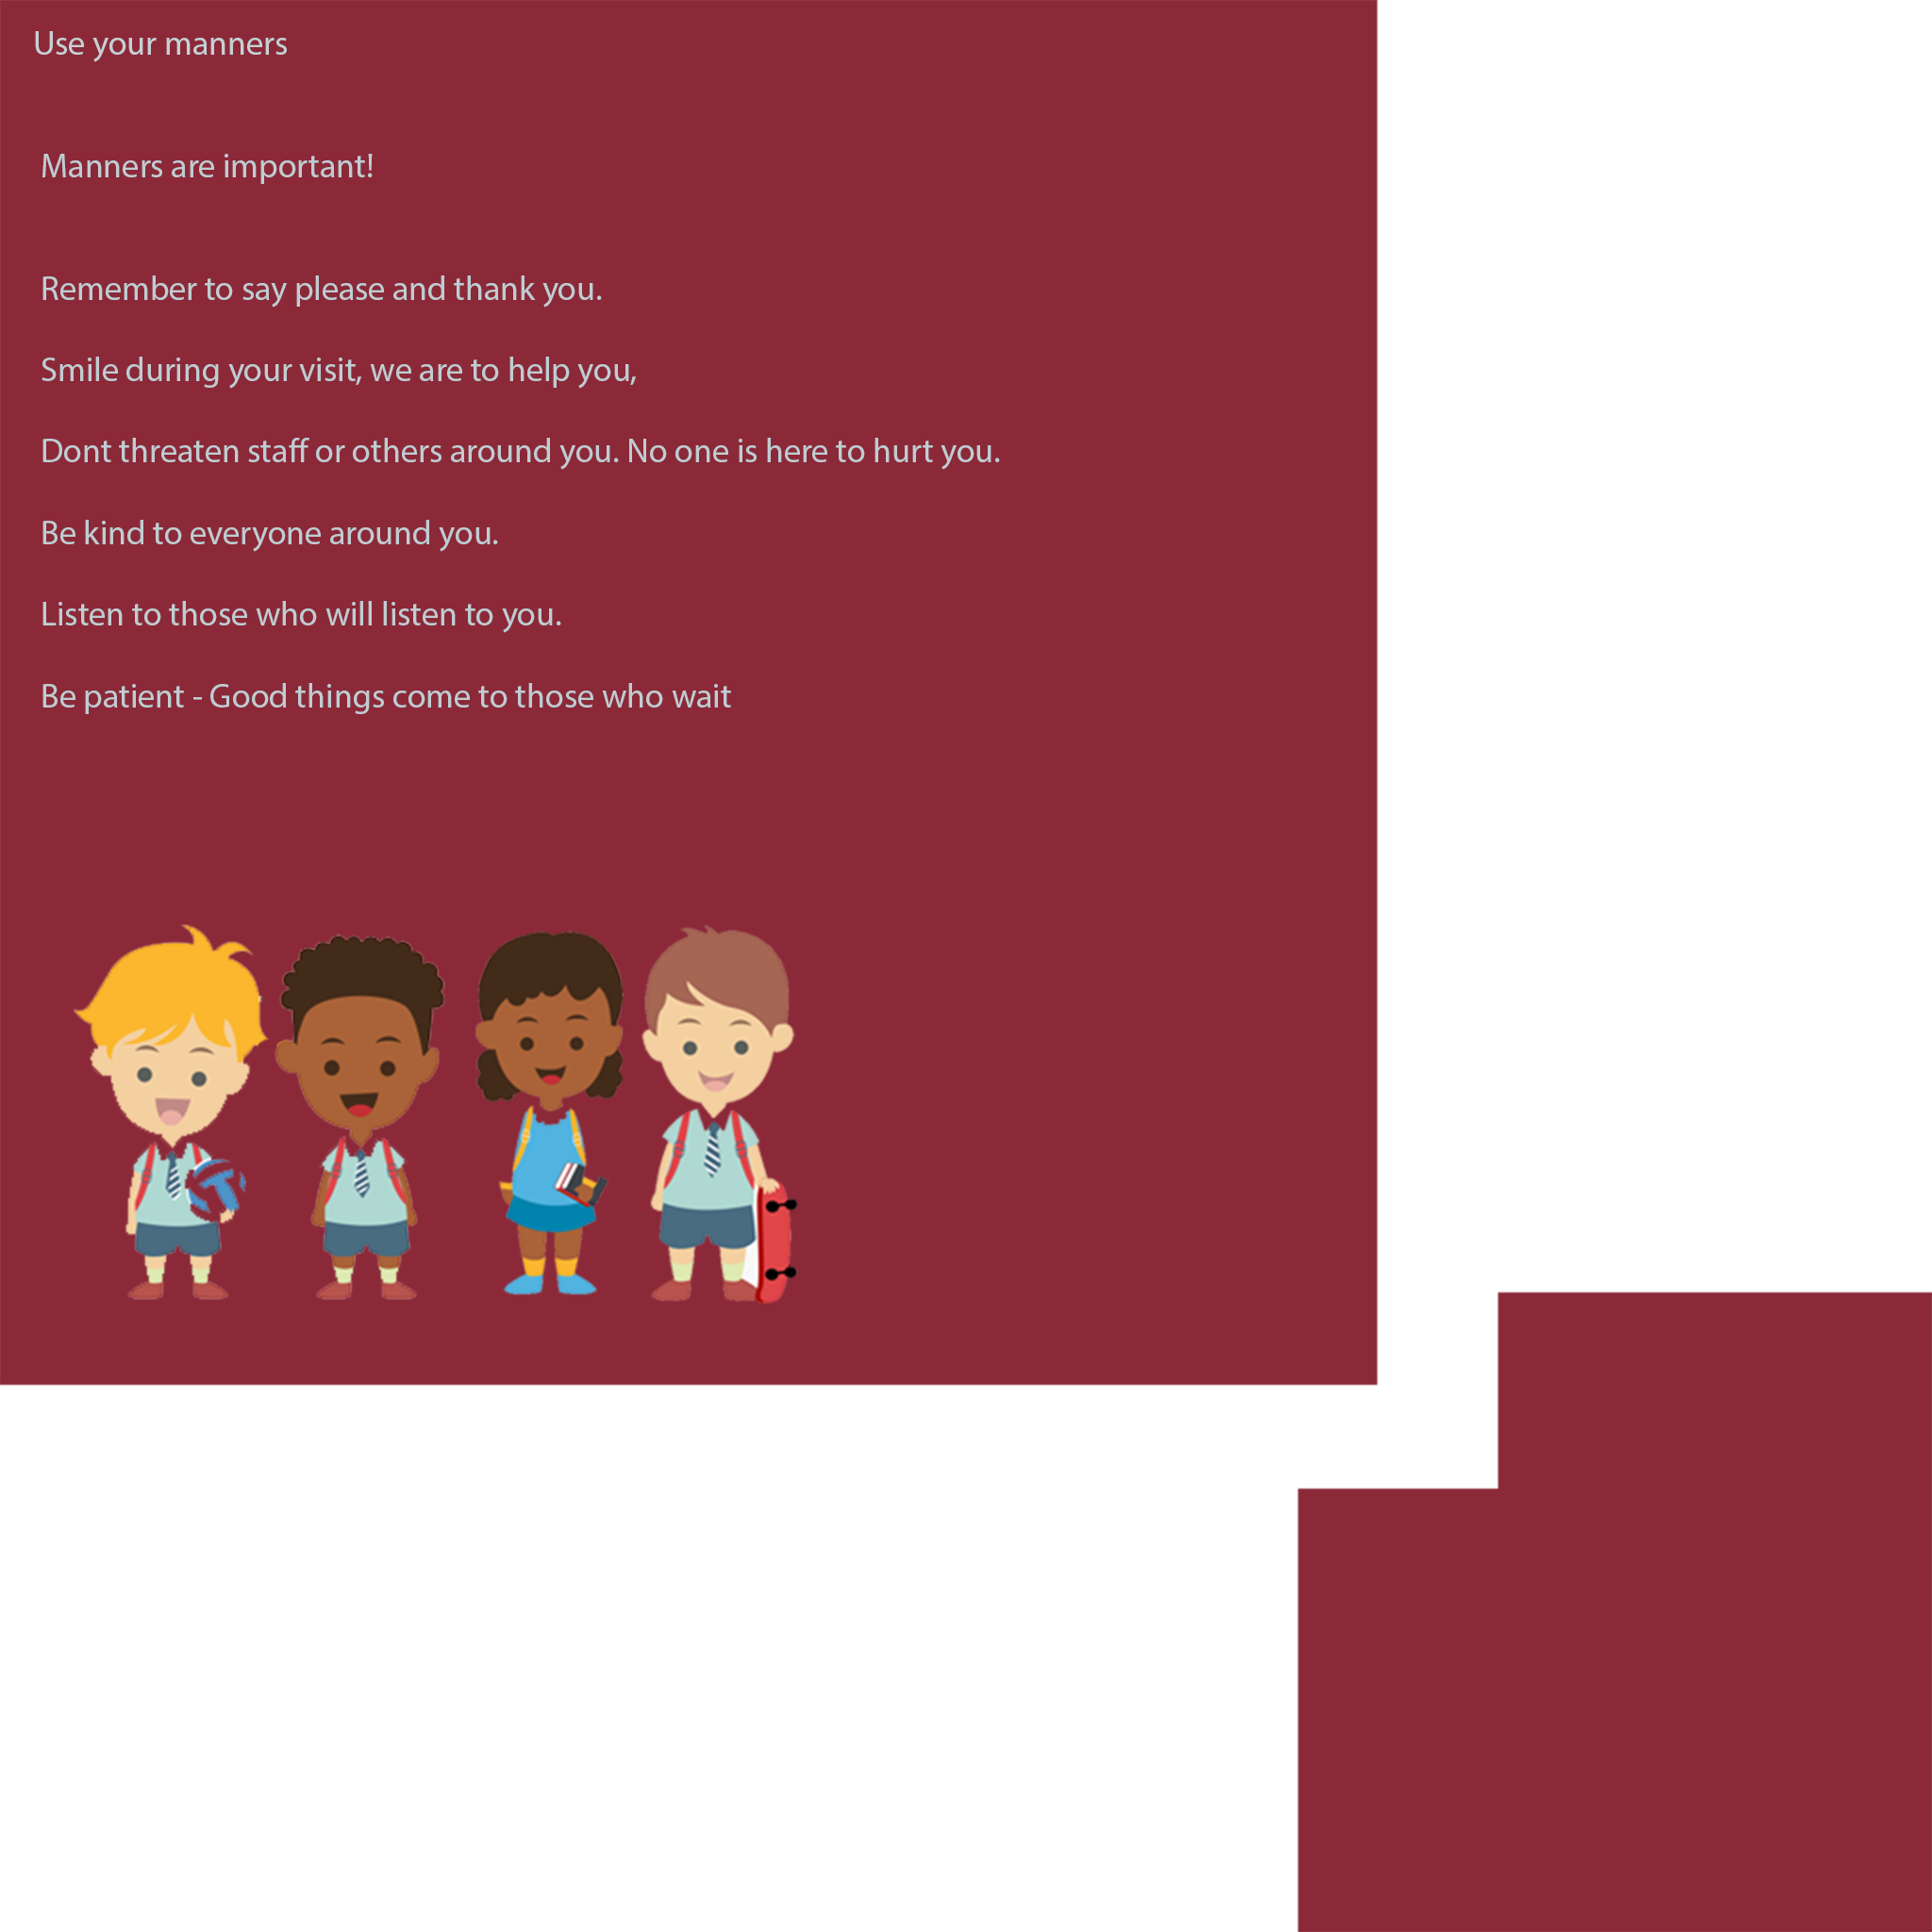 Use your manners
Manners are important!
Remember to say please and thank you.
Smile during your visit, we are to help you,
Dont threaten staff or others around you. No one is here to hurt you.
Be kind to everyone around you.
Listen to those who will listen to you.
Be patient - Good things come to those who wait